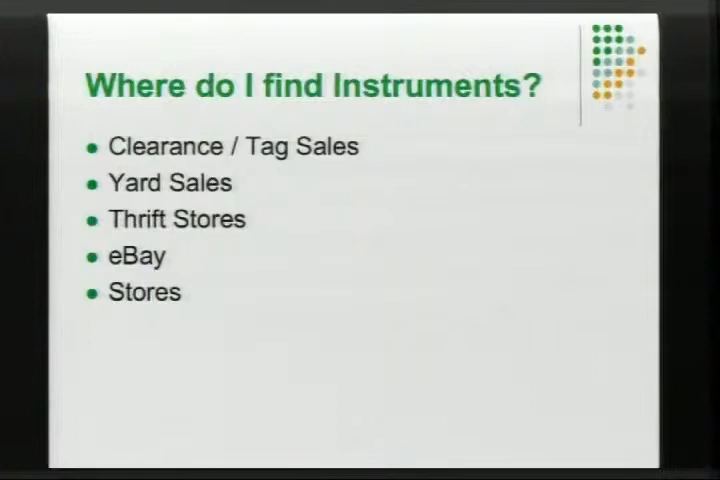 Where do I find Instruments?
Clearance / Tag Sales
Yard Sales
Thrift Stores
eBay
Stores